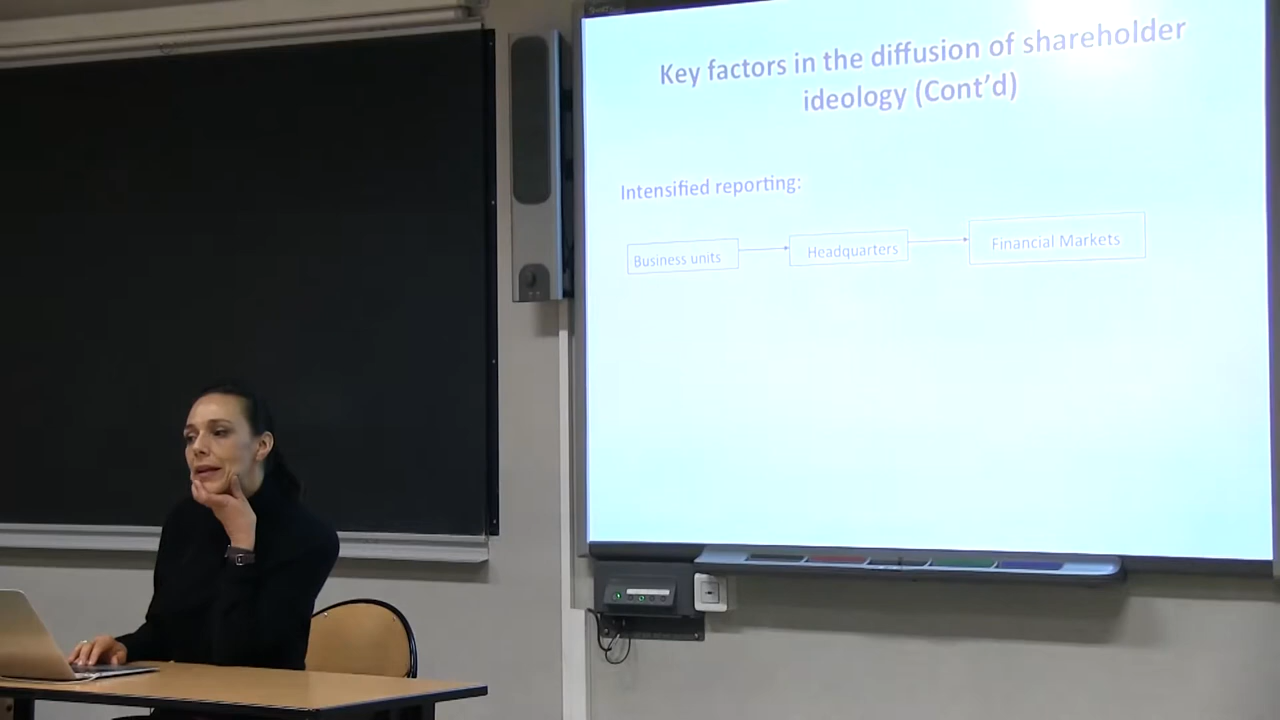 Key factors in the diffusion of shareholder
ideology (Cont'd)
Intensified reporting:
Business units
Headquarters
Financial Markets